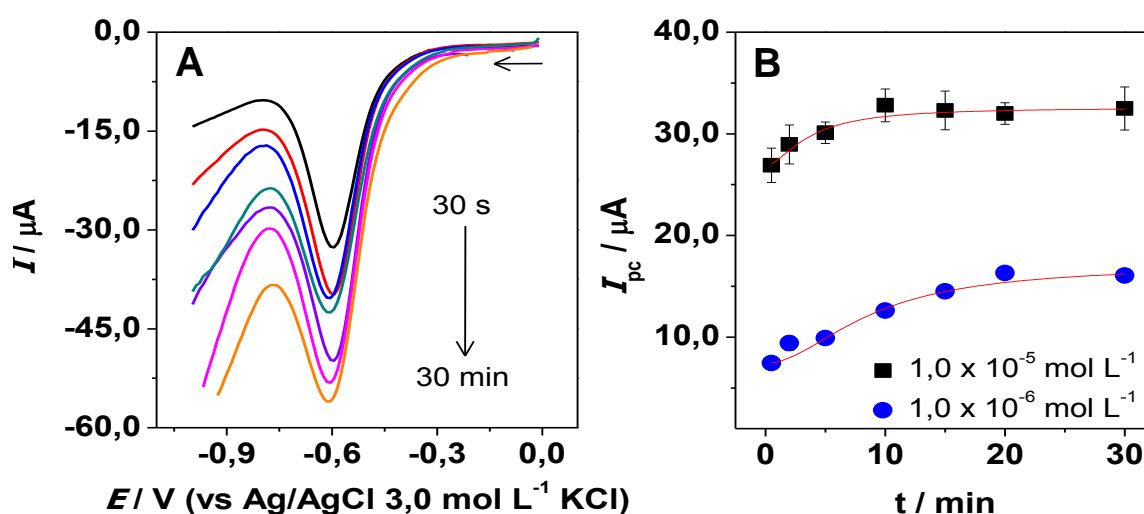 A
0,0
-15,0
-30,0
-45,0
-60,0
I / μA
30 s
30 min
-0,9 -0,6 -0,3 0,0
E / V (vs Ag/AgCl 3,0 mol L⁻¹ KCl)
B
40,0
30,0
20,0
10,0
I_pc / μA
1,0 x 10⁻⁵ mol L⁻¹
1,0 x 10⁻⁶ mol L⁻¹
0 10 20 30
t / min